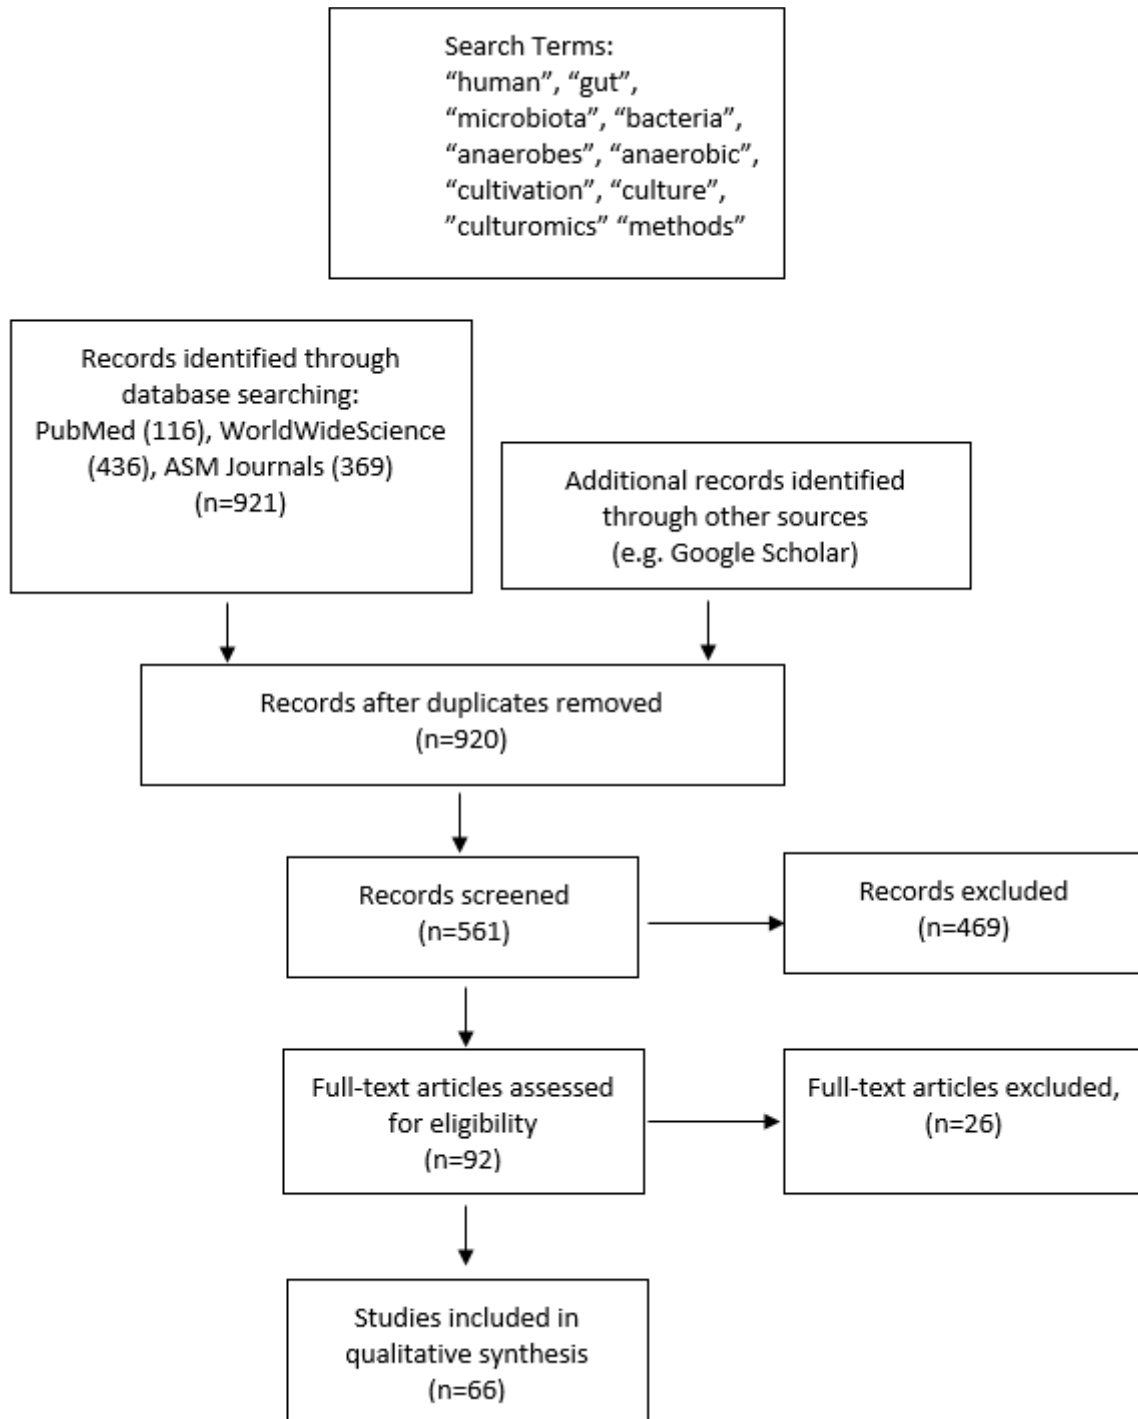 Search Terms:
“human”, “gut”,
“microbiota”, “bacteria”,
“anaerobes”, “anaerobic”,
“cultivation”, “culture”,
”culturomics” “methods”
Records identified through
database searching:
PubMed (116), WorldWideScience
(436), ASM Journals (369)
(n=921)
Additional records identified
through other sources
(e.g. Google Scholar)
Records after duplicates removed
(n=920)
Records screened
(n=561)
Records excluded
(n=469)
Full-text articles assessed
for eligibility
(n=92)
Full-text articles excluded,
(n=26)
Studies included in
qualitative synthesis
(n=66)